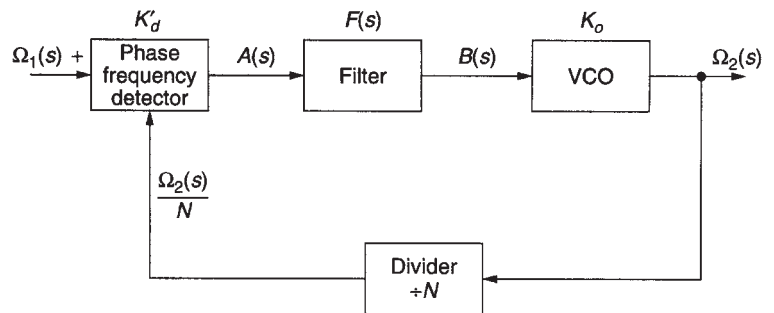 K′d F(s) Ko
Ω1(s) + Phase frequency detector A(s) Filter B(s) VCO Ω2(s)
Ω2(s)
N
Divider
÷N